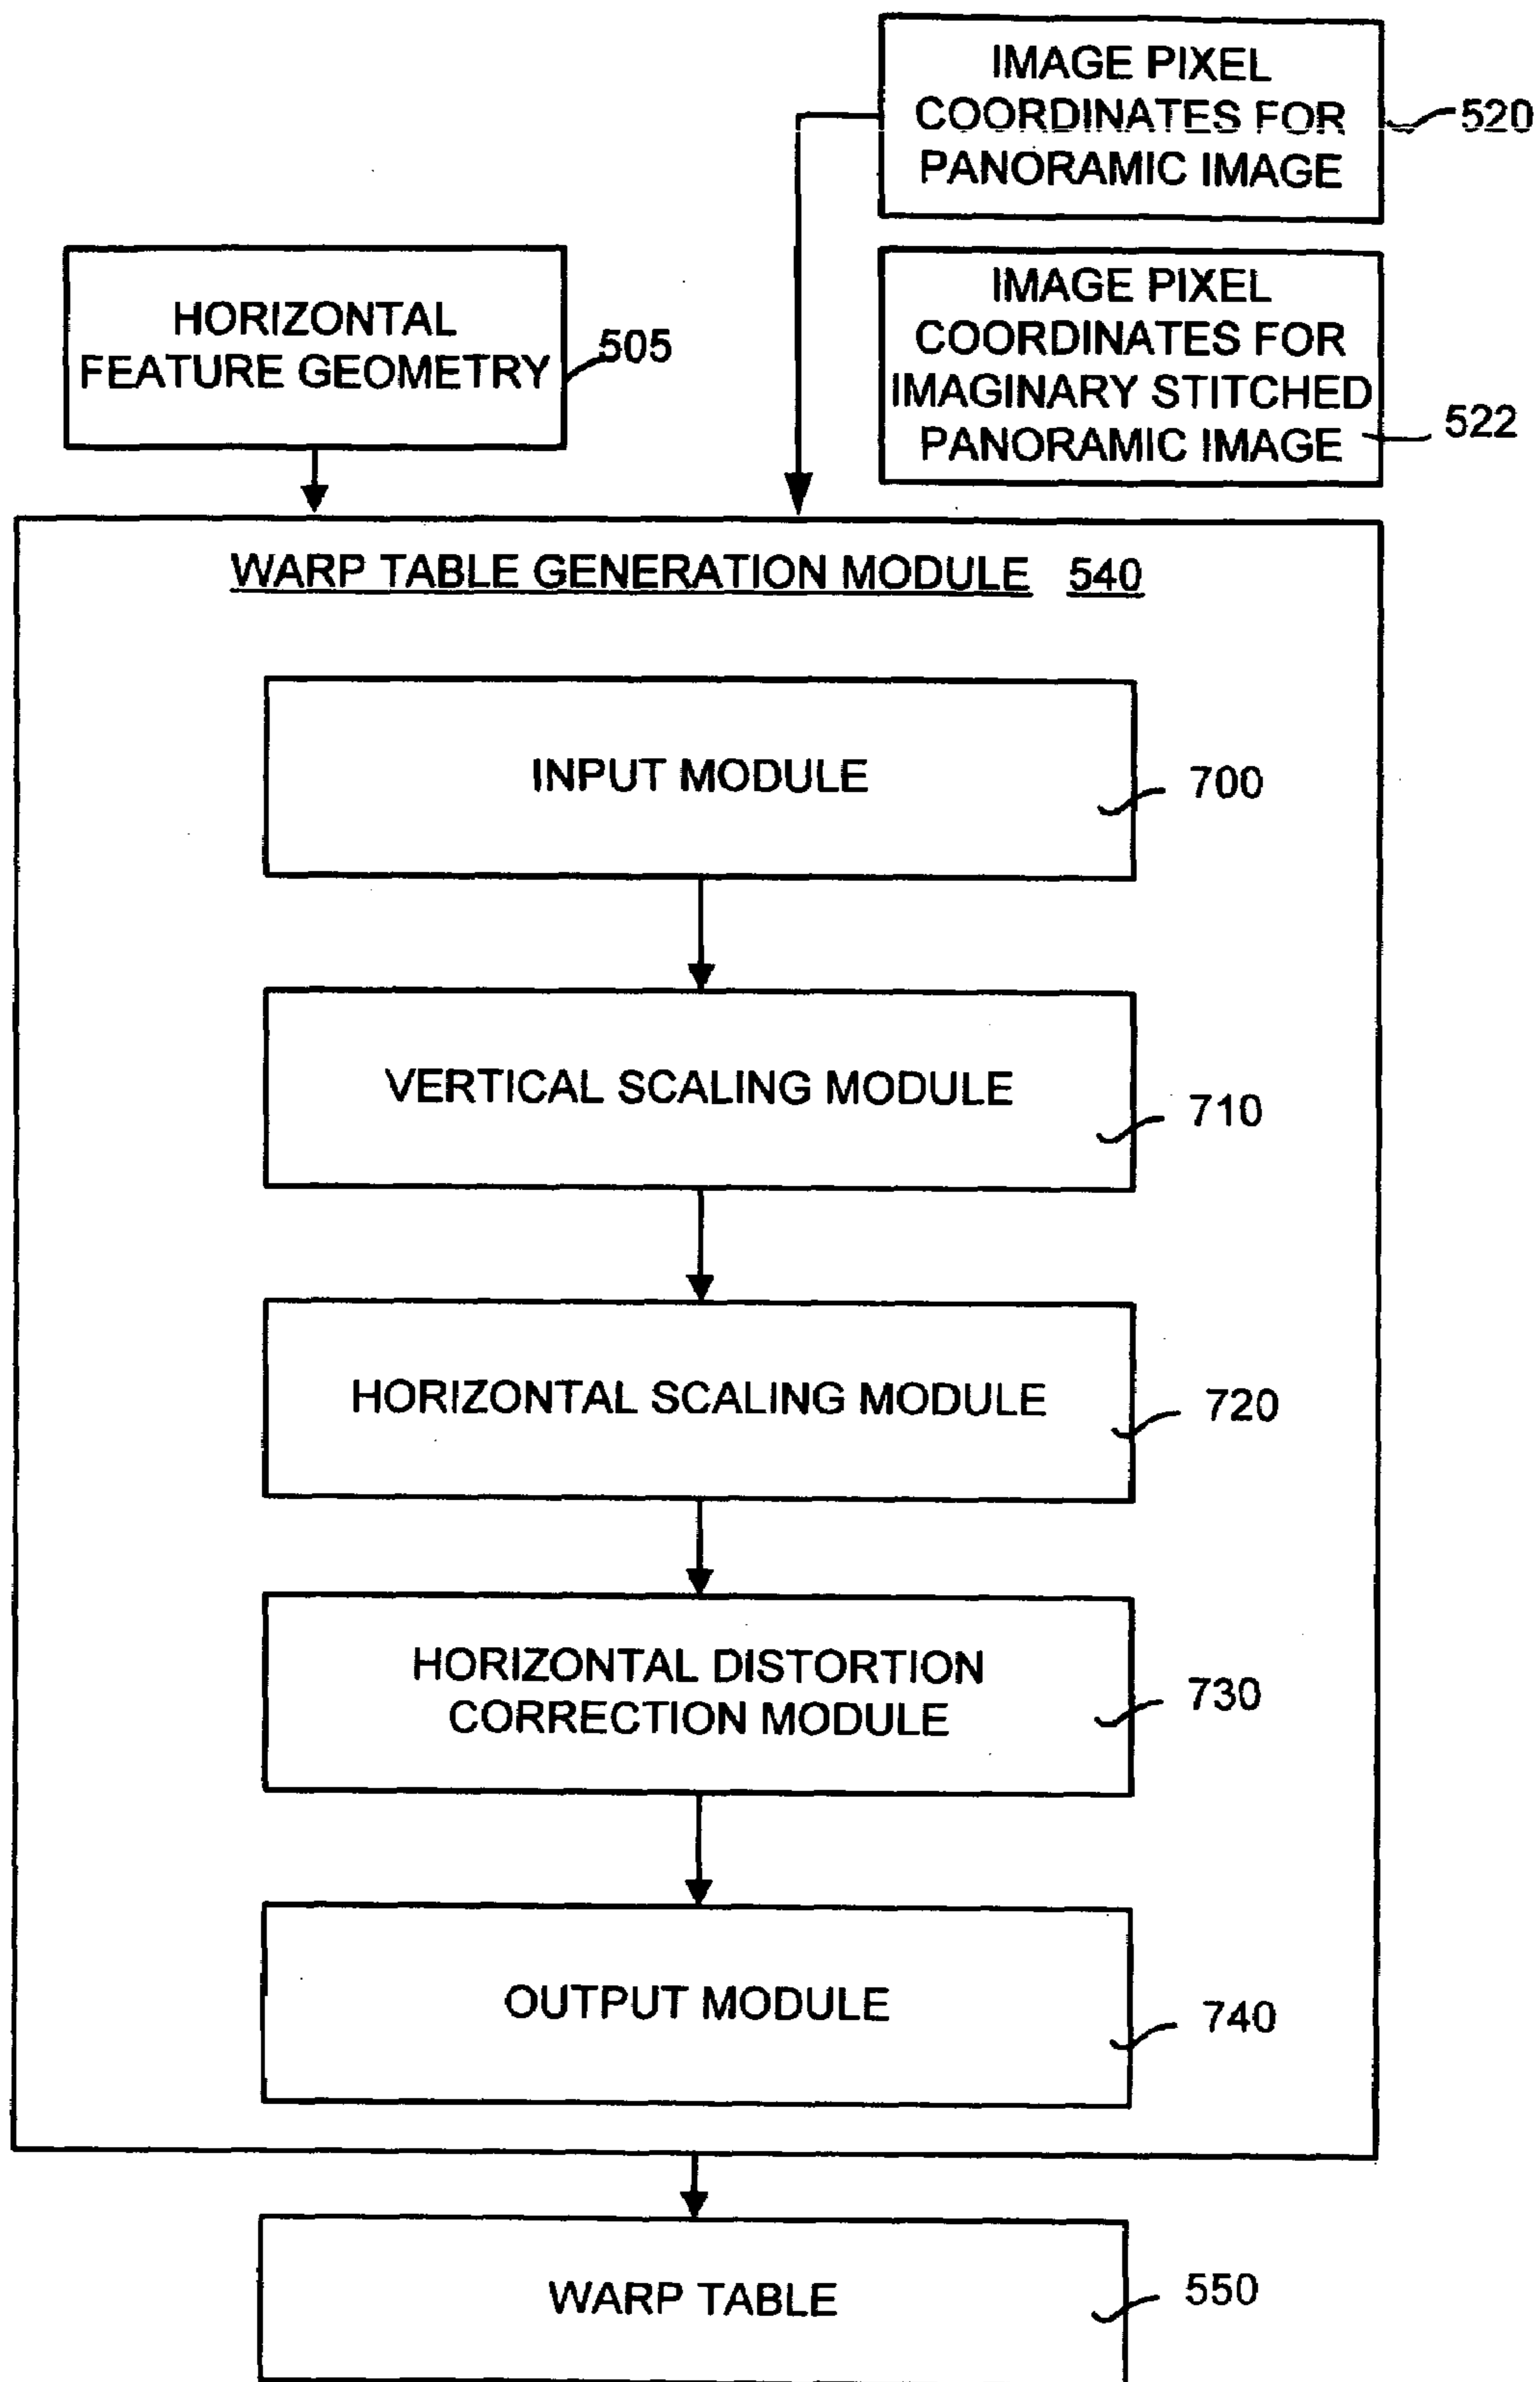 IMAGE PIXEL
COORDINATES FOR
PANORAMIC IMAGE
520
HORIZONTAL
FEATURE GEOMETRY
505
IMAGE PIXEL
COORDINATES FOR
IMAGINARY STITCHED
PANORAMIC IMAGE
522
WARP TABLE GENERATION MODULE 540
INPUT MODULE
700
VERTICAL SCALING MODULE
710
HORIZONTAL SCALING MODULE
720
HORIZONTAL DISTORTION
CORRECTION MODULE
730
OUTPUT MODULE
740
WARP TABLE
550